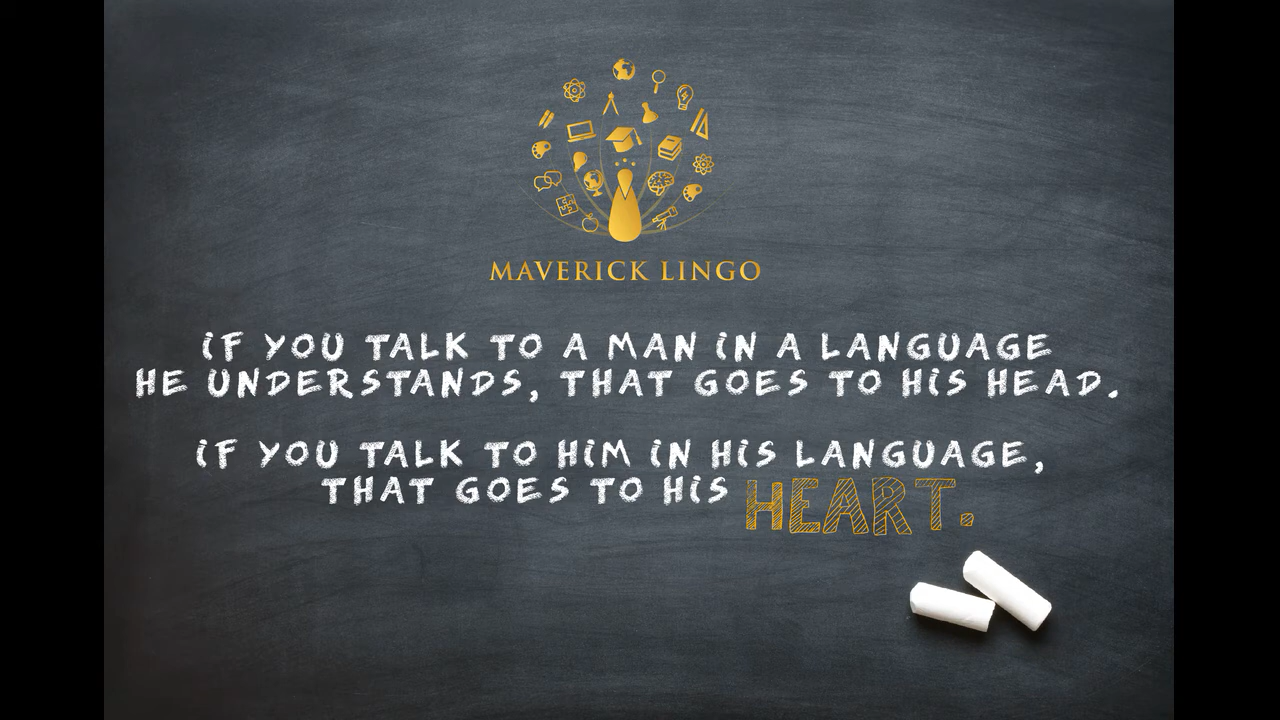 MAVERICK LINGO
IF YOU TALK TO A MAN IN A LANGUAGE
HE UNDERSTANDS, THAT GOES TO HIS HEAD.
IF YOU TALK TO HIM IN HIS LANGUAGE,
THAT GOES TO HIS HEART.